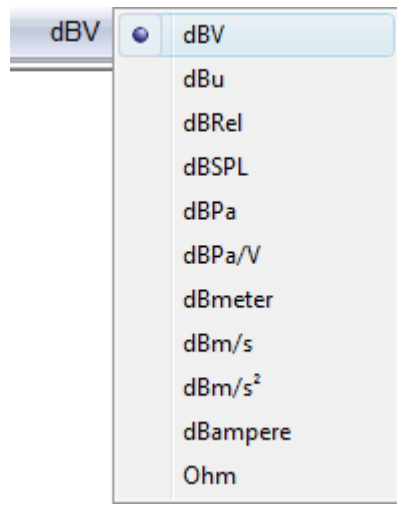 dBV
dBV
dBu
dBRel
dBSPL
dBPa
dBPa/V
dBmeter
dBm/s
dBm/s²
dBampere
Ohm